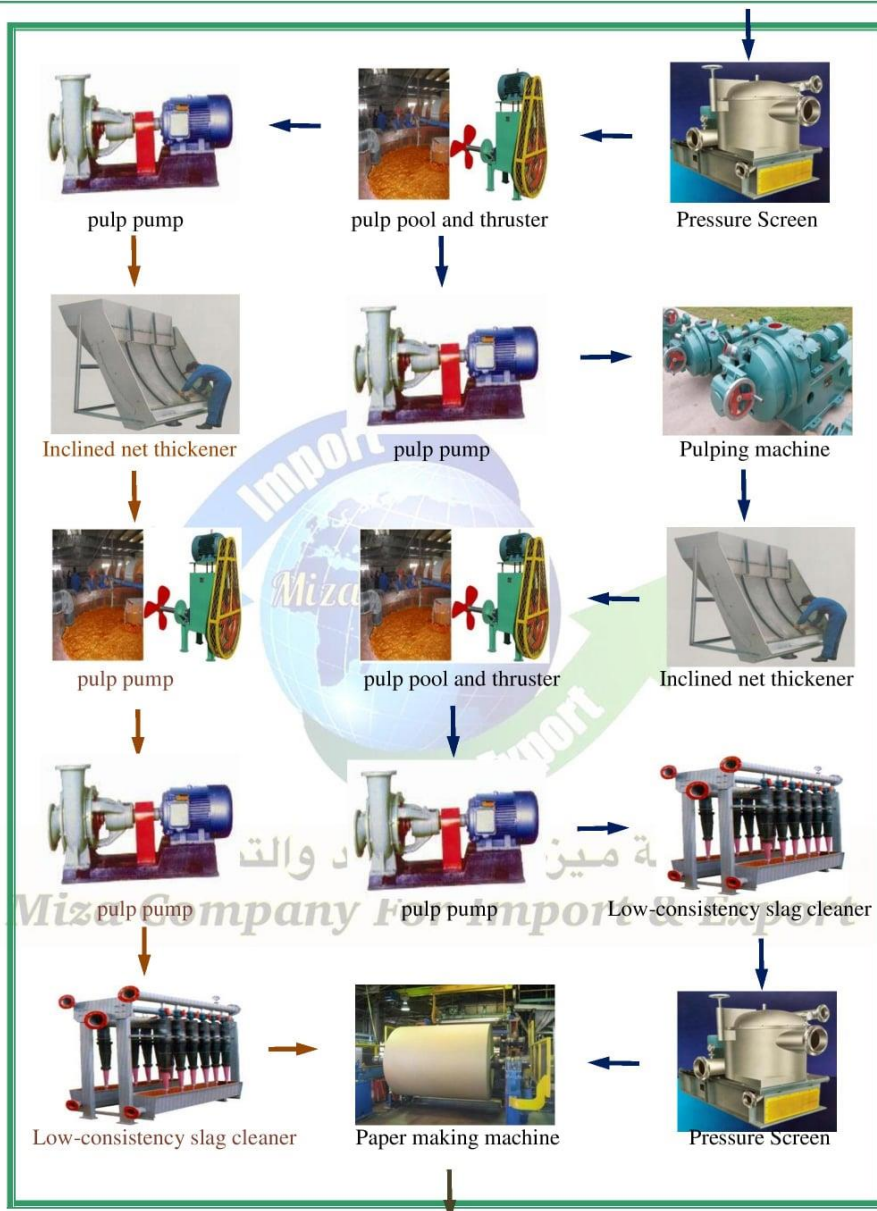 pulp pump
pulp pool and thruster
Pressure Screen
Inclined net thickener
pulp pump
Pulping machine
Import
Miza
pulp pump
pulp pool and thruster
Inclined net thickener
Export
والتد
Miza Company For Import & Export
pulp pump
pulp pump
Low-consistency slag cleaner
Low-consistency slag cleaner
Paper making machine
Pressure Screen